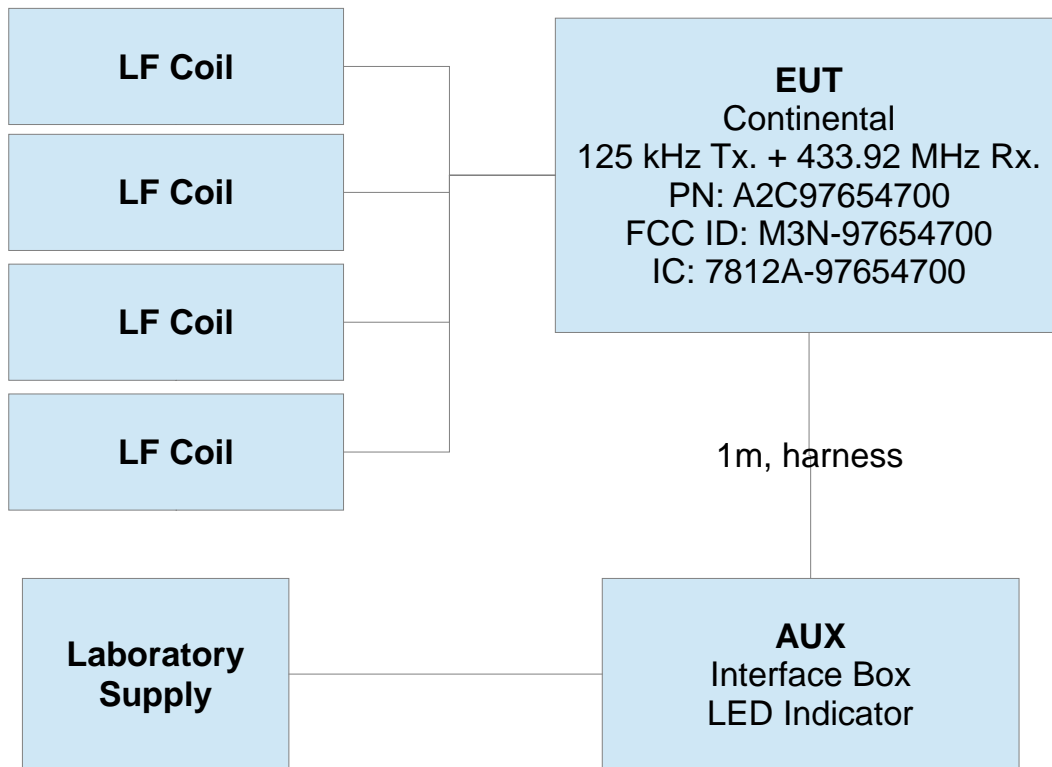 LF Coil
LF Coil
LF Coil
LF Coil
EUT
Continental
125 kHz Tx. + 433.92 MHz Rx.
PN: A2C97654700
FCC ID: M3N-97654700
IC: 7812A-97654700
1m, harness
Laboratory
Supply
AUX
Interface Box
LED Indicator